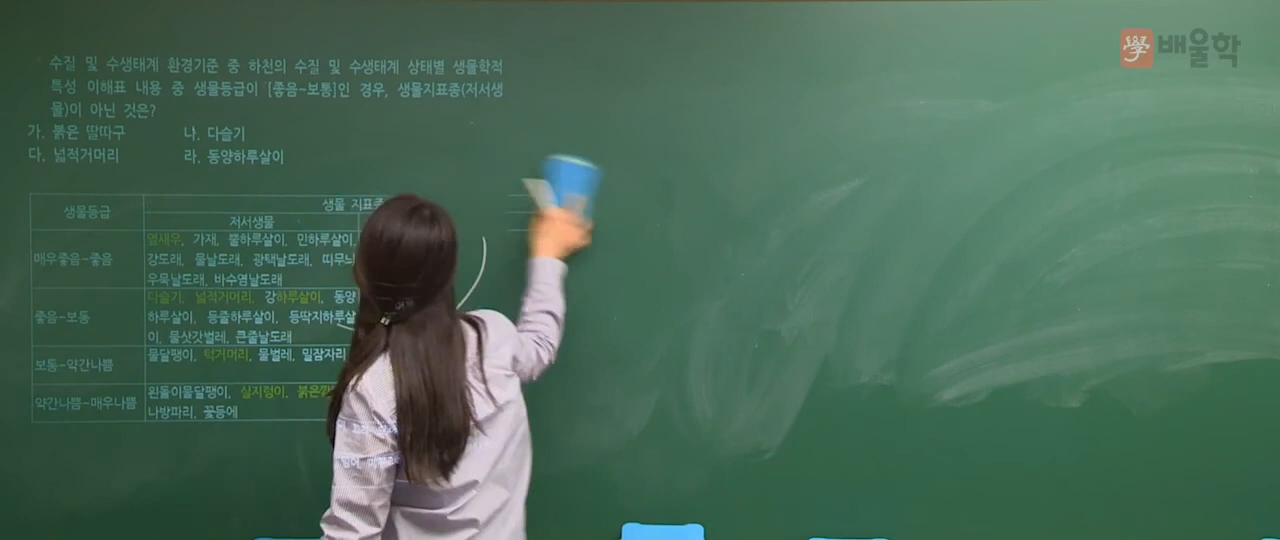 學 배울학
수질 및 수생태계 환경기준 중 하천의 수질 및 수생태계 상태별 생물학적
특성 이해표 내용 중 생물등급이 [좋음~보통]인 경우, 생물지표종(저서생
물)이 아닌 것은?
가. 붉은 딸따구 나. 다슬기
다. 넓적거머리 라. 동양하루살이
생물등급 생물 지표종
저서생물
매우좋음~좋음 옆새우, 가재, 뿔하루살이, 민하루살이,
강도래, 물날도래, 광택날도래, 띠무늬
우묵날도래, 바수염날도래
좋음~보통 다슬기, 넓적거머리, 강하루살이, 동양
하루살이, 등줄하루살이, 등딱지하루살
이, 물삿갓벌레, 큰줄날도래
보통~약간나쁨 물달팽이, 턱거머리, 물벌레, 밀잠자리
약간나쁨~매우나쁨 왼돌이물달팽이, 실지렁이, 붉은
나방파리, 꽃등에